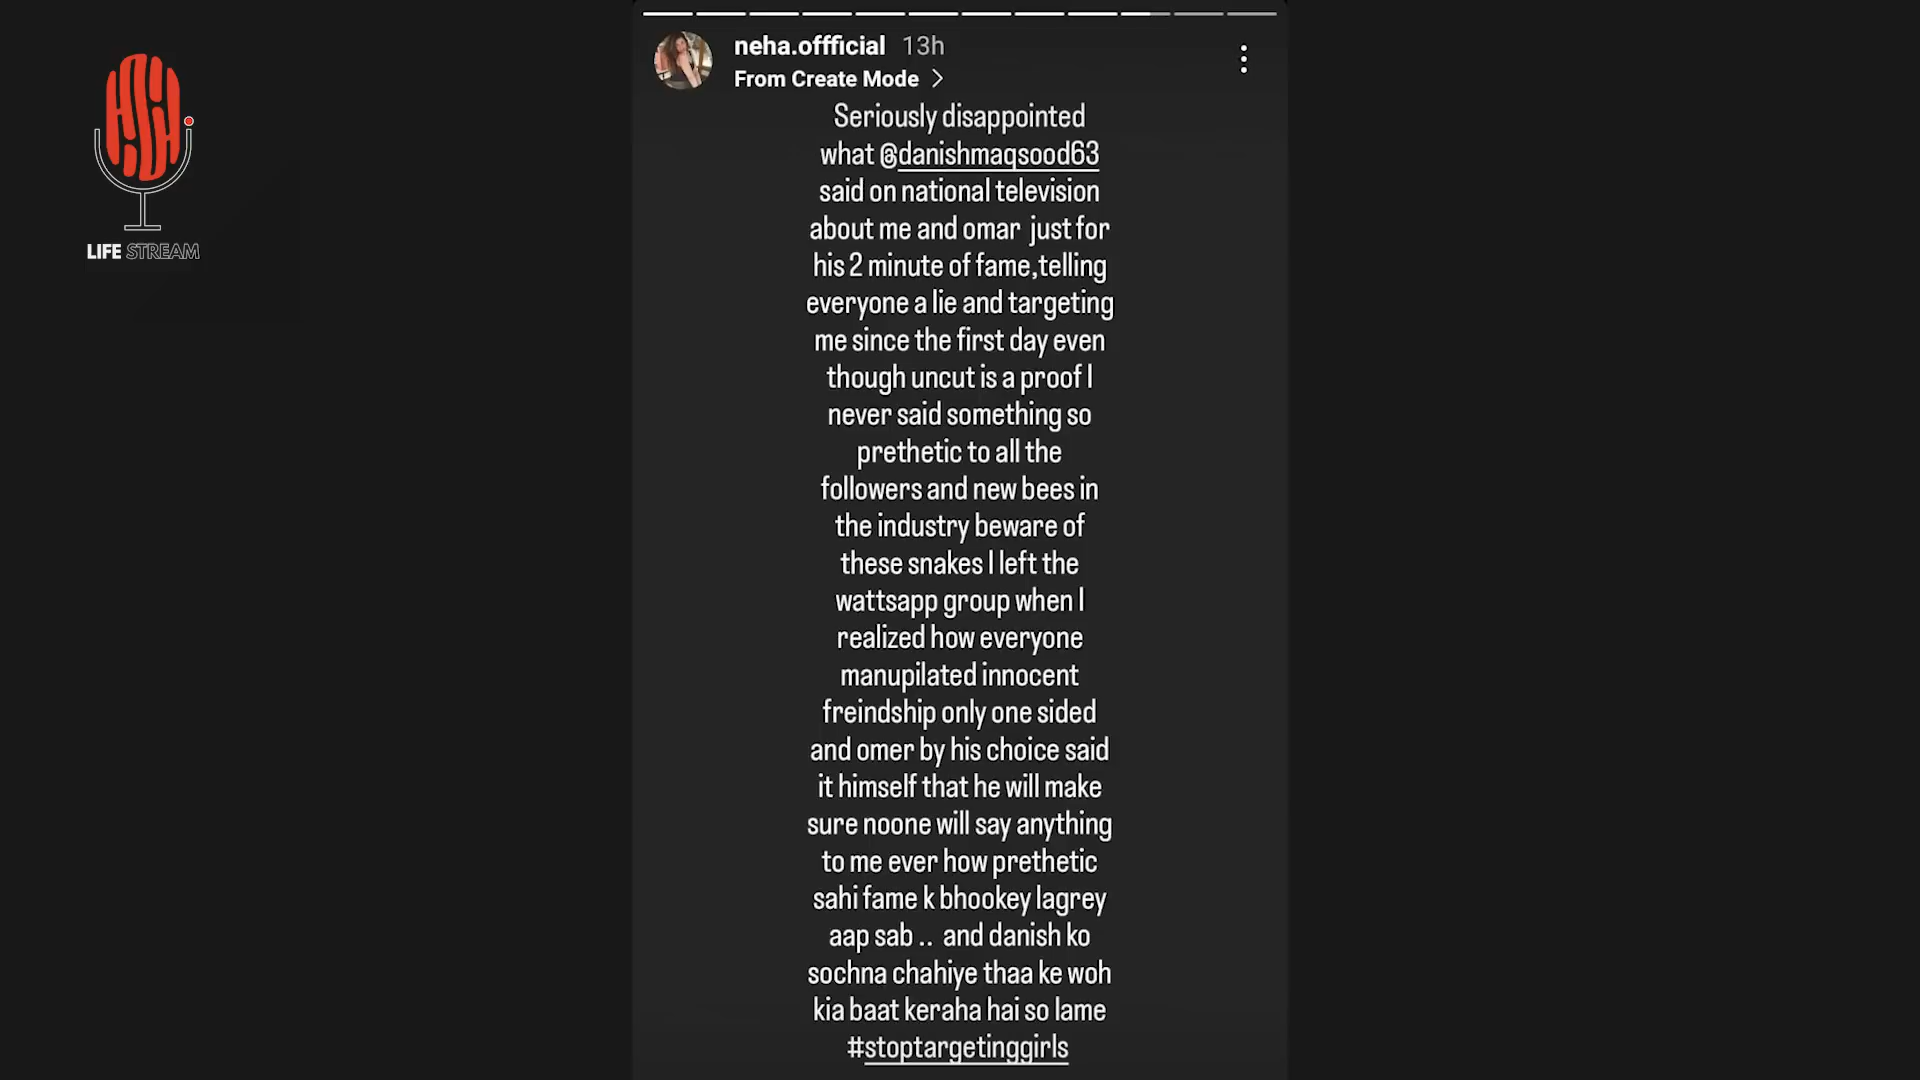 neha.offficial 13h
From Create Mode
Seriously disappointed
what @danishmaqsood63
said on national television
about me and omar just for
his 2 minute of fame,telling
everyone a lie and targeting
me since the first day even
though uncut is a proof I
never said something so
prethetic to all the
followers and new bees in
the industry beware of
these snakes I left the
wattsapp group when I
realized how everyone
manupilated innocent
freindship only one sided
and omer by his choice said
it himself that he will make
sure noone will say anything
to me ever how prethetic
sahi fame k bhookey lagrey
aap sab .. and danish ko
sochna chahiye thaa ke woh
kia baat keraha hai so lame
#stoptargetinggirls
LIFE STREAM